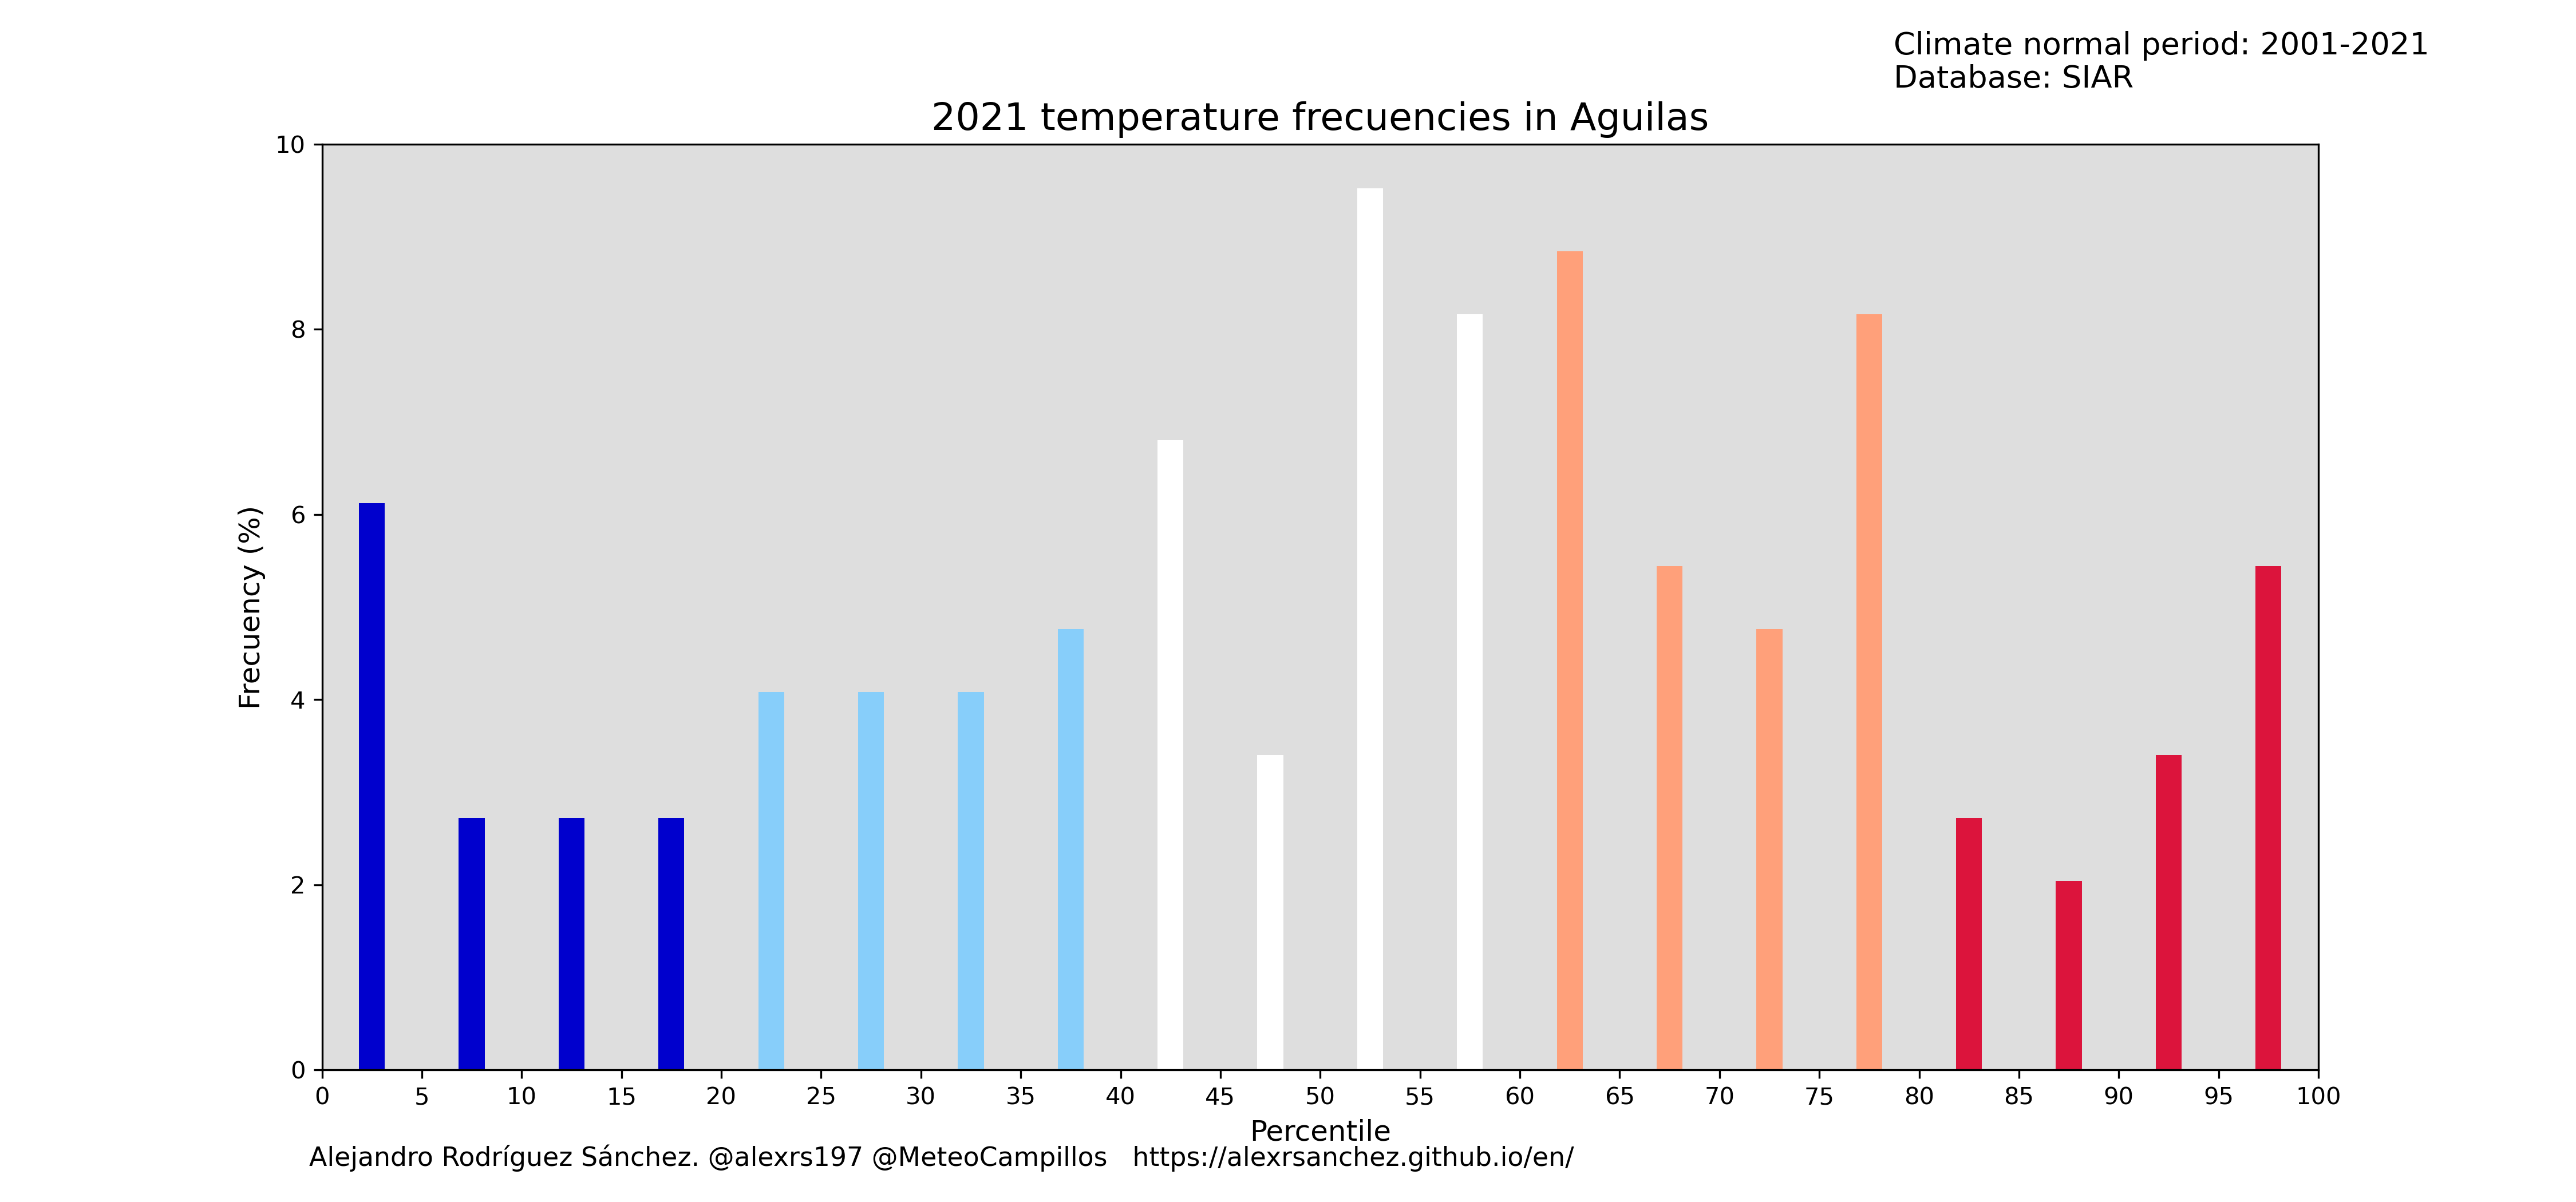 Climate normal period: 2001-2021
Database: SIAR
2021 temperature frecuencies in Aguilas
10
8
6
4
2
0
Frecuency (%)
0 5 10 15 20 25 30 35 40 45 50 55 60 65 70 75 80 85 90 95 100
Percentile
Alejandro Rodríguez Sánchez. @alexrs197 @MeteoCampillos https://alexrsanchez.github.io/en/